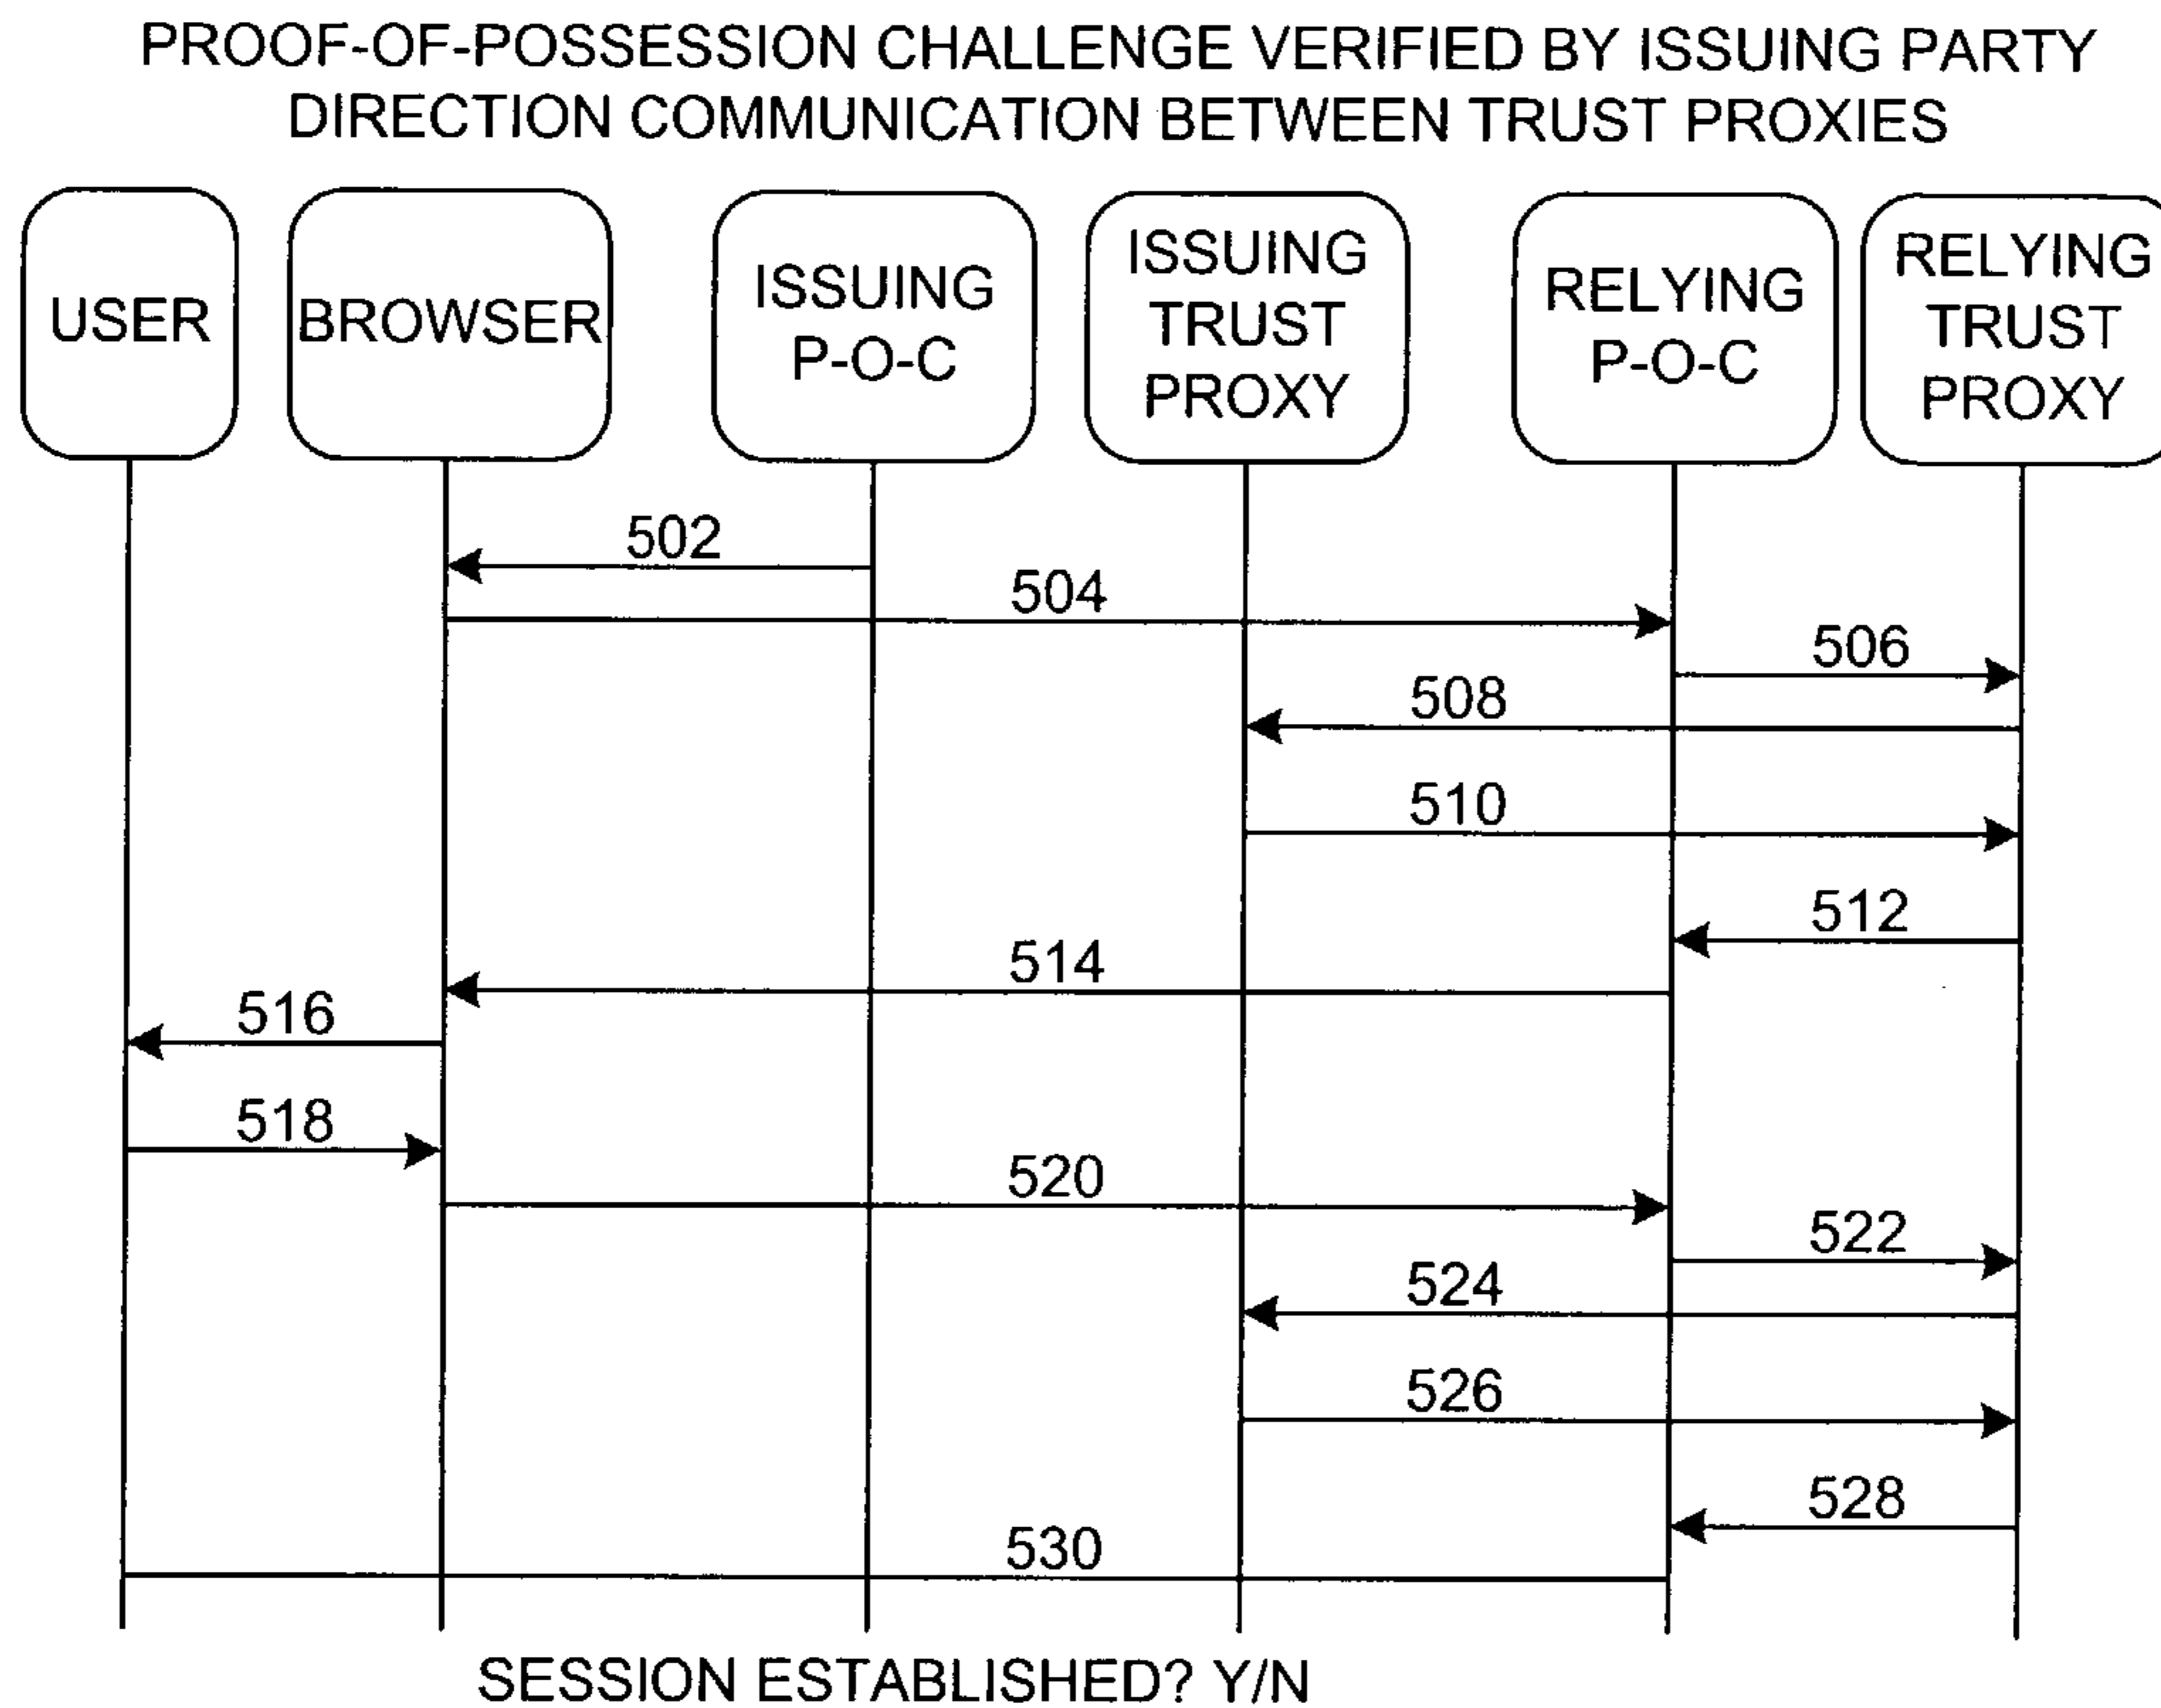 PROOF-OF-POSSESSION CHALLENGE VERIFIED BY ISSUING PARTY
DIRECTION COMMUNICATION BETWEEN TRUST PROXIES
USER
BROWSER
ISSUING
P-O-C
ISSUING
TRUST
PROXY
RELYING
P-O-C
RELYING
TRUST
PROXY
502
504
506
508
510
512
514
516
518
520
522
524
526
528
530
SESSION ESTABLISHED? Y/N